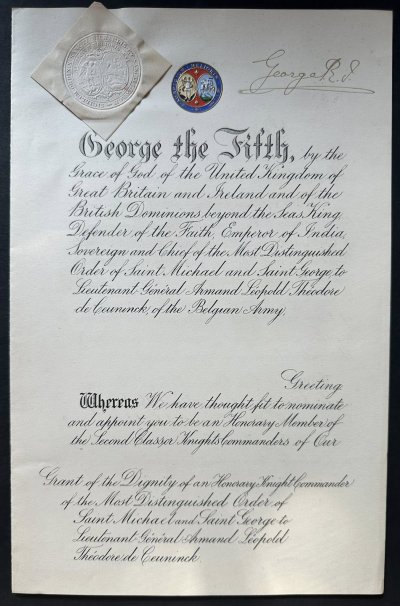 George R.I.
George the Fifth, by the
Grace of God of the United Kingdom of
Great Britain and Ireland and of the
British Dominions beyond the Seas King,
Defender of the Faith, Emperor of India,
Sovereign and Chief of the Most Distinguished
Order of Saint Michael and Saint George to
Lieutenant Général Armand Léopold Théodore
de Ceuninck, of the Belgian Army,
Greeting
Whereas We have thought fit to nominate
and appoint you to be an Honorary Member of
the Second Class or Knights Commanders of Our
Grant of the Dignity of an Honorary Knight Commander
of the Most Distinguished Order of
Saint Michael and Saint George to
Lieutenant Général Armand Léopold
Théodore de Ceuninck.